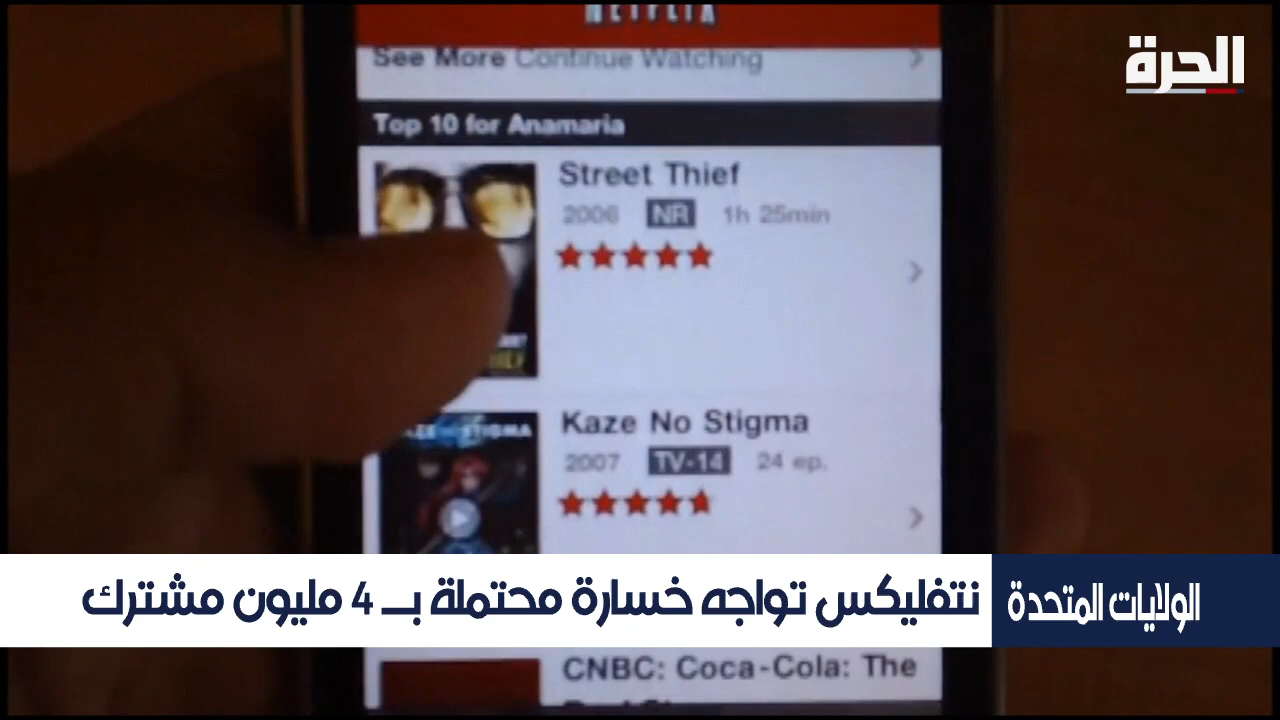 NETFLIX
الحرة
See More Continue Watching
Top 10 for Anamaria
Street Thief
2006 NR 1h 25min
Kaze No Stigma
2007 TV-14 24 ep.
الولايات المتحدة
نتفليكس تواجه خسارة محتملة بـ 4 مليون مشترك
CNBC: Coca-Cola: The